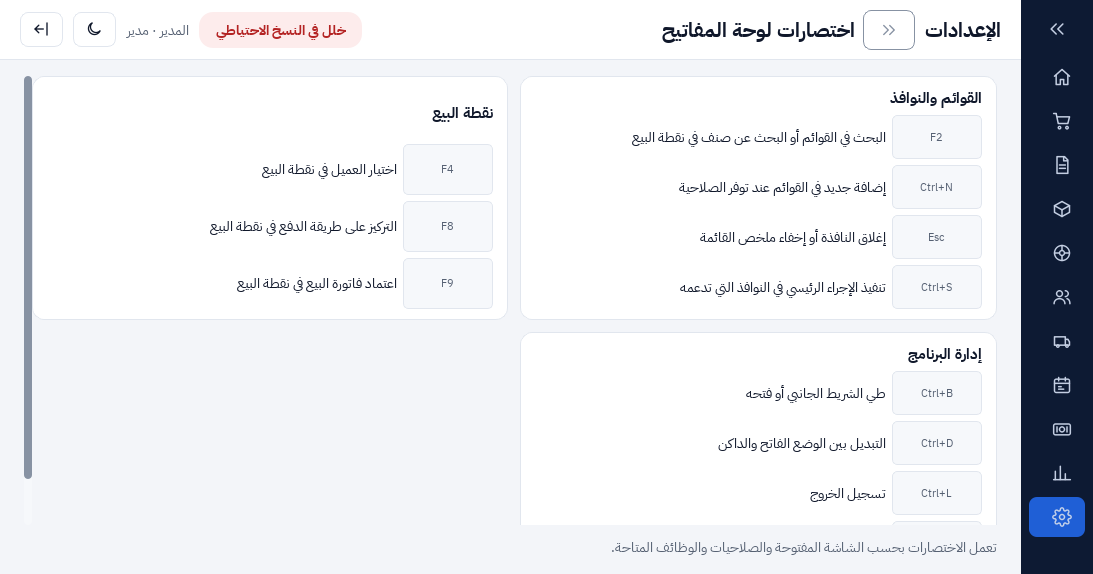 الإعدادات
اختصارات لوحة المفاتيح
خلل في النسخ الاحتياطي
المدير · مدير
القوائم والنوافذ
F2 البحث في القوائم أو البحث عن صنف في نقطة البيع
Ctrl+N إضافة جديد في القوائم عند توفر الصلاحية
Esc إغلاق النافذة أو إخفاء ملخص القائمة
Ctrl+S تنفيذ الإجراء الرئيسي في النوافذ التي تدعمه
نقطة البيع
F4 اختيار العميل في نقطة البيع
F8 التركيز على طريقة الدفع في نقطة البيع
F9 اعتماد فاتورة البيع في نقطة البيع
إدارة البرنامج
Ctrl+B طي الشريط الجانبي أو فتحه
Ctrl+D التبديل بين الوضع الفاتح والداكن
Ctrl+L تسجيل الخروج
تعمل الاختصارات بحسب الشاشة المفتوحة والصلاحيات والوظائف المتاحة.